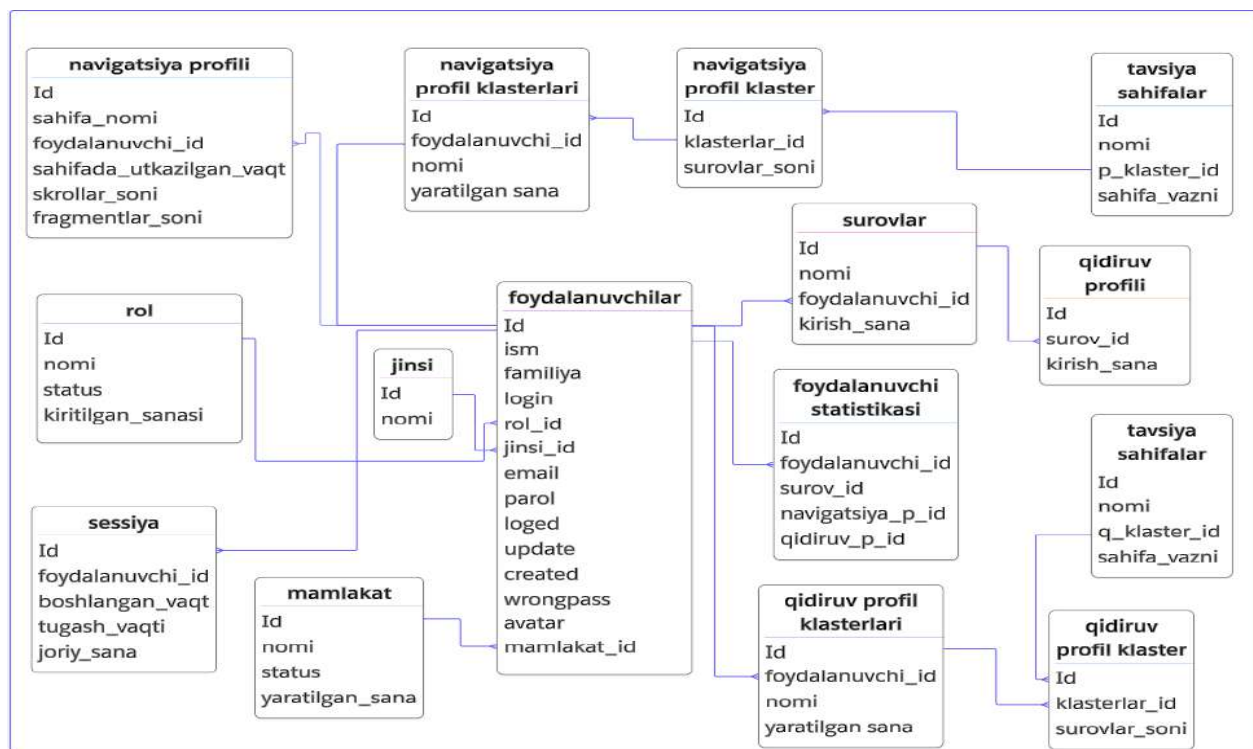 navigatsiya profili
Id
sahifa_nomi
foydalanuvchi_id
sahifada_utkazilgan_vaqt
skrollar_soni
fragmentlar_soni
navigatsiya
profil klasterlari
Id
foydalanuvchi_id
nomi
yaratilgan sana
navigatsiya
profil klaster
Id
klasterlar_id
surovlar_soni
tavsiya
sahifalar
Id
nomi
p_klaster_id
sahifa_vazni
surovlar
Id
nomi
foydalanuvchi_id
kirish_sana
qidiruv
profili
Id
surov_id
kirish_sana
rol
Id
nomi
status
kiritilgan_sanasi
jinsi
Id
nomi
foydalanuvchilar
Id
ism
familiya
login
rol_id
jinsi_id
email
parol
loged
update
created
wrongpass
avatar
mamlakat_id
foydalanuvchi
statistikasi
Id
foydalanuvchi_id
surov_id
navigatsiya_p_id
qidiruv_p_id
tavsiya
sahifalar
Id
nomi
q_klaster_id
sahifa_vazni
sessiya
Id
foydalanuvchi_id
boshlangan_vaqt
tugash_vaqti
joriy_sana
mamlakat
Id
nomi
status
yaratilgan_sana
qidiruv profil
klasterlari
Id
foydalanuvchi_id
nomi
yaratilgan sana
qidiruv
profil klaster
Id
klasterlar_id
surovlar_soni